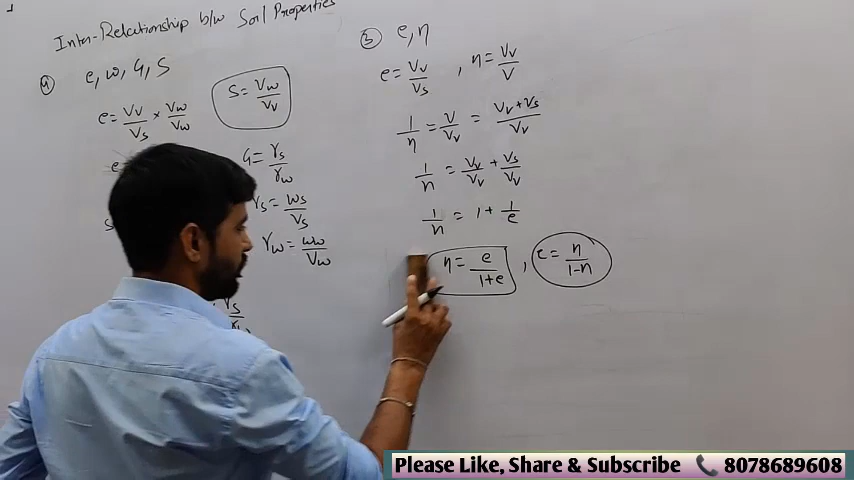 Inter-Relationship b/w Soil Properties
(4) e, w, G, S
e = Vv/Vs × Vw/Vw
S = Vw/Vv
G = γs/γw
γs = ws/Vs
γw = ww/Vw
(3) e, η
e = Vv/Vs , η = Vv/V
1/η = V/Vv = Vv+Vs/Vv
1/η = Vv/Vv + Vs/Vv
1/η = 1 + 1/e
η = e/1+e , e = η/1-η
Please Like, Share & Subscribe 📞 8078689608